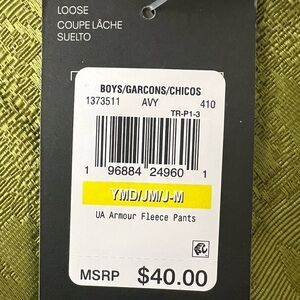 LOOSE
COUPE LÂCHE
SUELTO
BOYS/GARCONS/CHICOS
1373511 AVY 410
TR-P1-3
1 96884 24960 1
YMD/JM/J-M
UA Armour Fleece Pants
MSRP $40.00